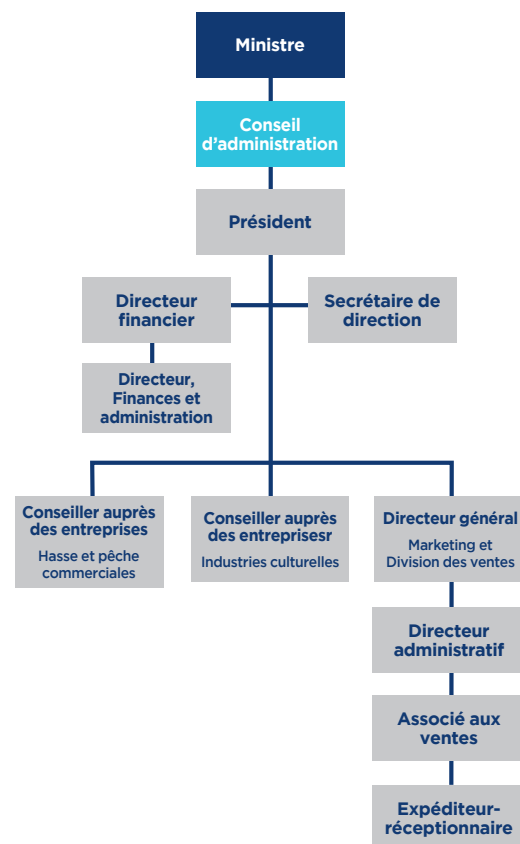 Ministre
Conseil
d’administration
Président
Directeur
financier
Secrétaire de
direction
Directeur,
Finances et
administration
Conseiller auprès
des entreprises
Hasse et pêche
commerciales
Conseiller auprès
des entreprisesr
Industries culturelles
Directeur général
Marketing et
Division des ventes
Directeur
administratif
Associé aux
ventes
Expéditeur-
réceptionnaire